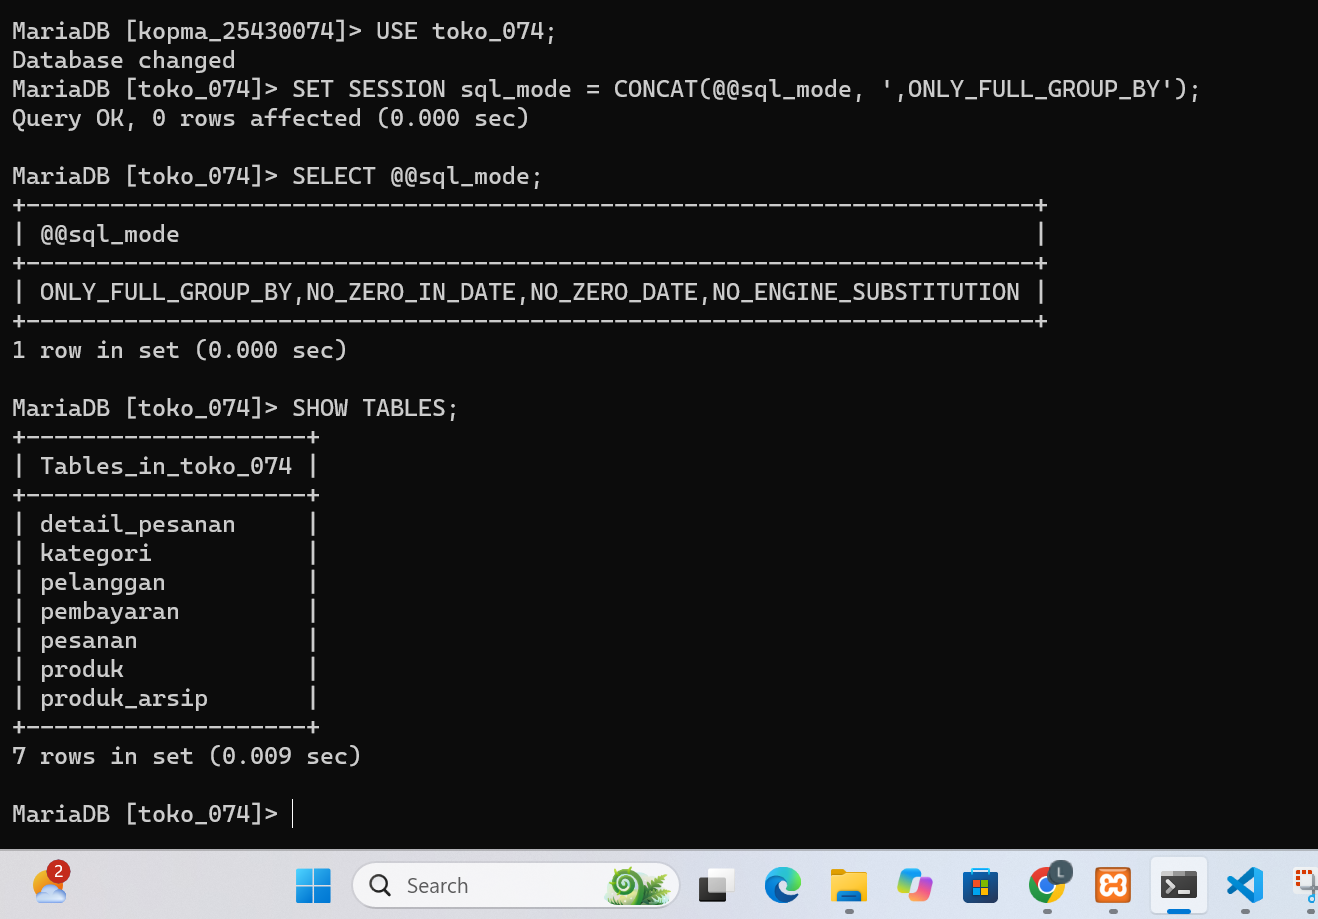 MariaDB [kopma_25430074]> USE toko_074;
Database changed
MariaDB [toko_074]> SET SESSION sql_mode = CONCAT(@@sql_mode, ',ONLY_FULL_GROUP_BY');
Query OK, 0 rows affected (0.000 sec)
MariaDB [toko_074]> SELECT @@sql_mode;
+------------------------------------------------------------------------+
| @@sql_mode                                                             |
+------------------------------------------------------------------------+
| ONLY_FULL_GROUP_BY,NO_ZERO_IN_DATE,NO_ZERO_DATE,NO_ENGINE_SUBSTITUTION |
+------------------------------------------------------------------------+
1 row in set (0.000 sec)
MariaDB [toko_074]> SHOW TABLES;
+--------------------+
| Tables_in_toko_074 |
+--------------------+
| detail_pesanan     |
| kategori           |
| pelanggan          |
| pembayaran         |
| pesanan            |
| produk             |
| produk_arsip       |
+--------------------+
7 rows in set (0.009 sec)
MariaDB [toko_074]>
2
Search
L